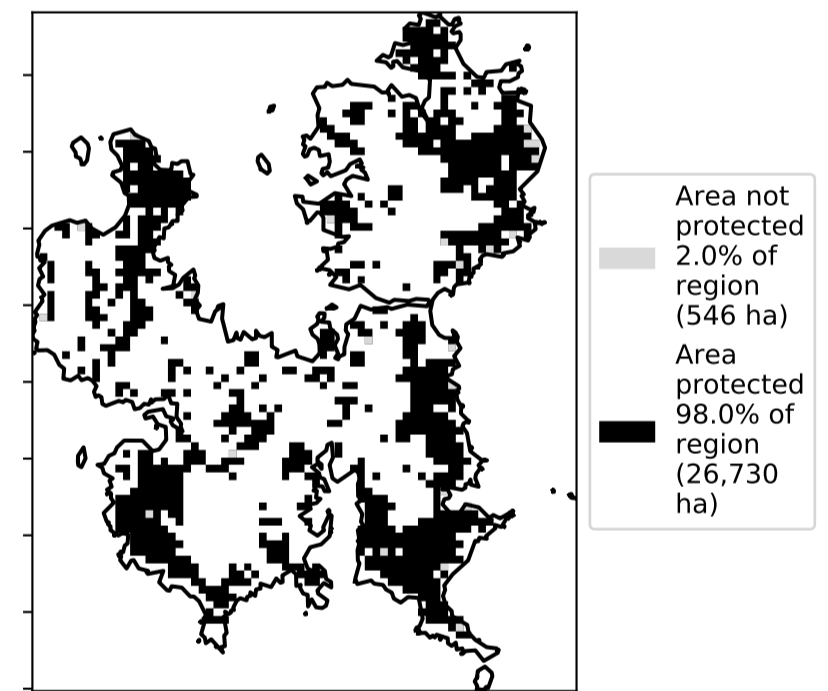 Area not
protected
2.0% of
region
(546 ha)
Area
protected
98.0% of
region
(26,730
ha)